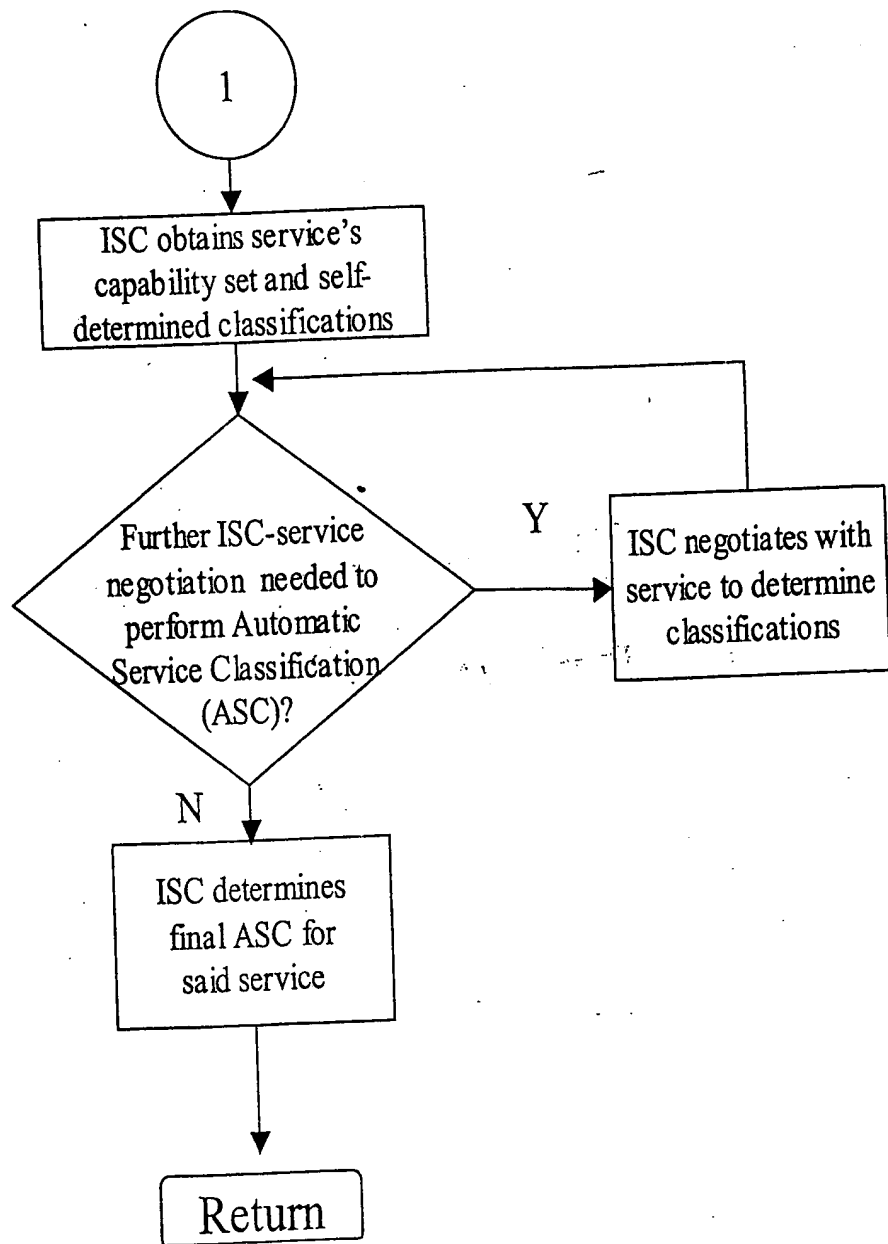 1
ISC obtains service's
capability set and self-
determined classifications
Further ISC-service
negotiation needed to
perform Automatic
Service Classification
(ASC)?
Y
ISC negotiates with
service to determine
classifications
N
ISC determines
final ASC for
said service
Return